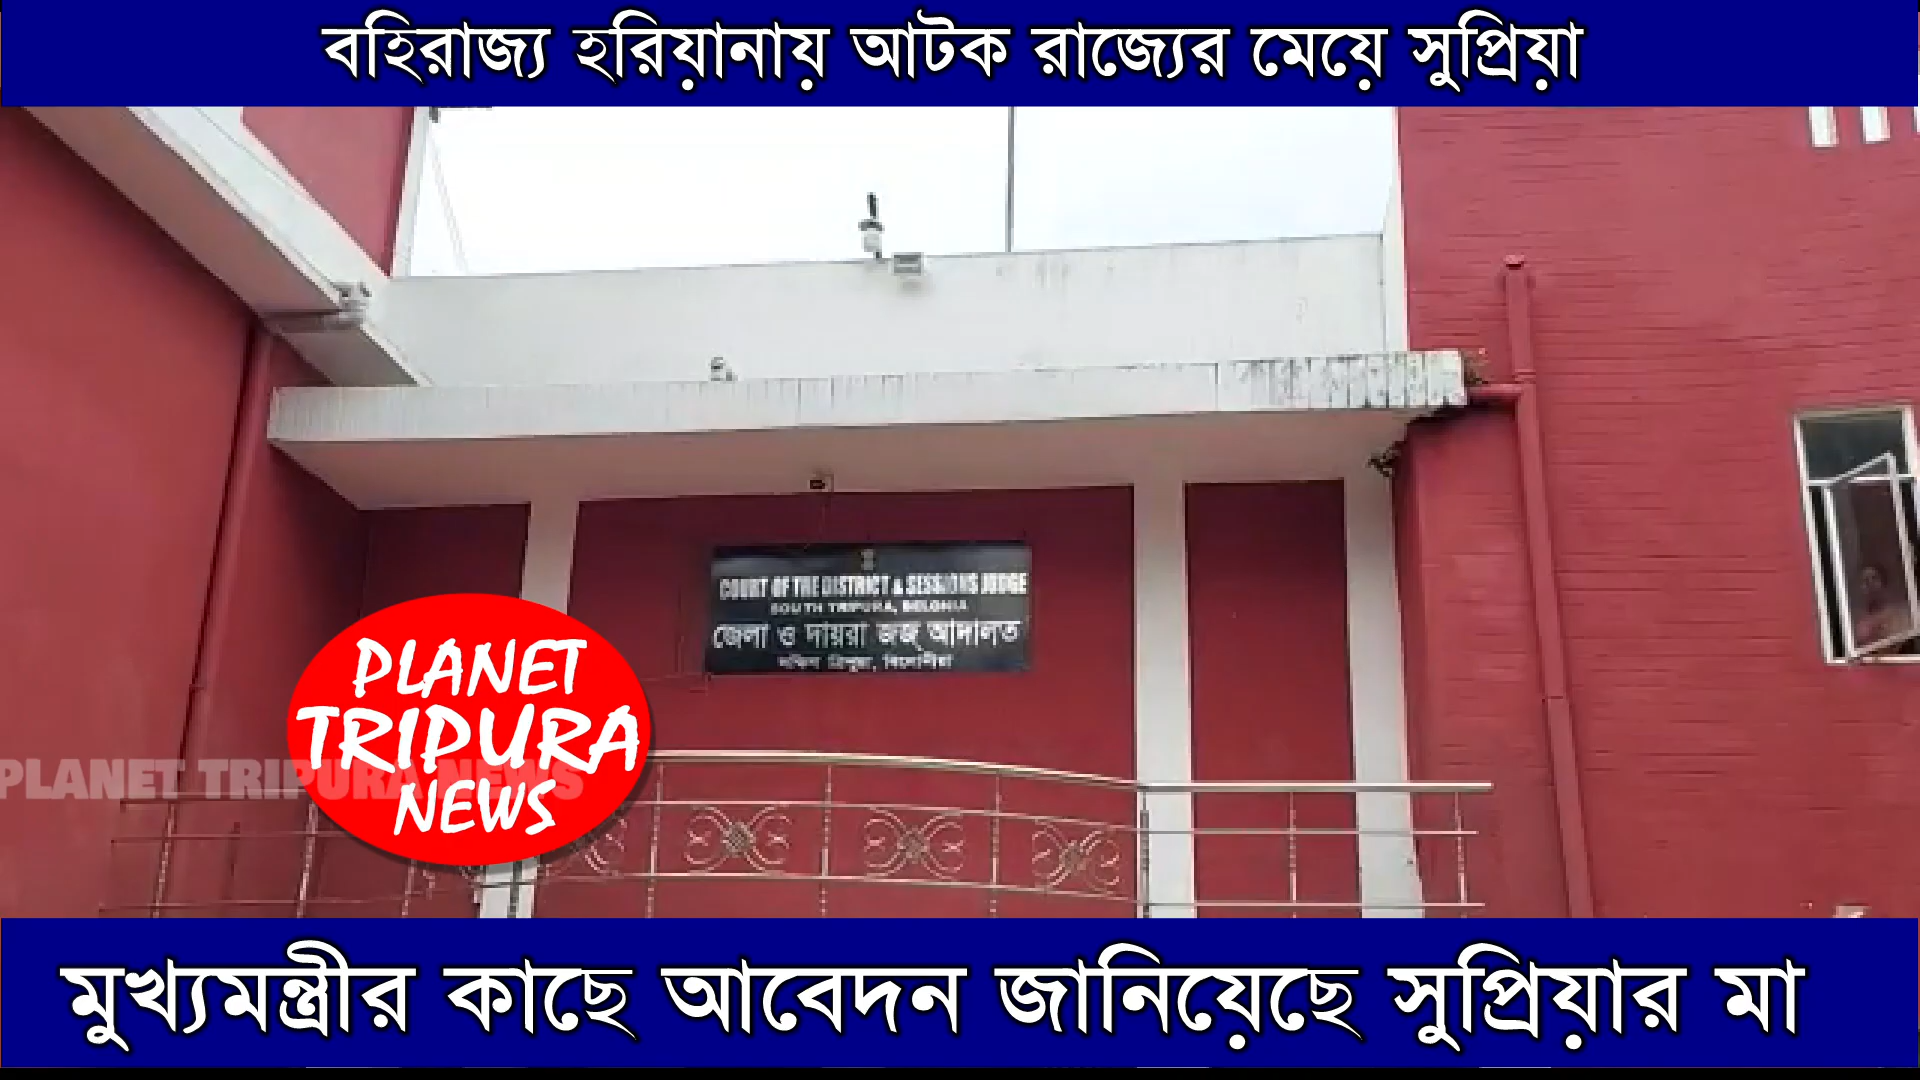 বহিরাজ্য হরিয়ানায় আটক রাজ্যের মেয়ে সুপ্রিয়া
COURT OF THE DISTRICT & SESSIONS JUDGE
SOUTH TRIPURA, BELONIA
জেলা ও দায়রা জজ্ আদালত
দক্ষিণ ত্রিপুরা, বিলোনীয়া
PLANET
TRIPURA
NEWS
PLANET TRIPURA NEWS
মুখ্যমন্ত্রীর কাছে আবেদন জানিয়েছে সুপ্রিয়ার মা